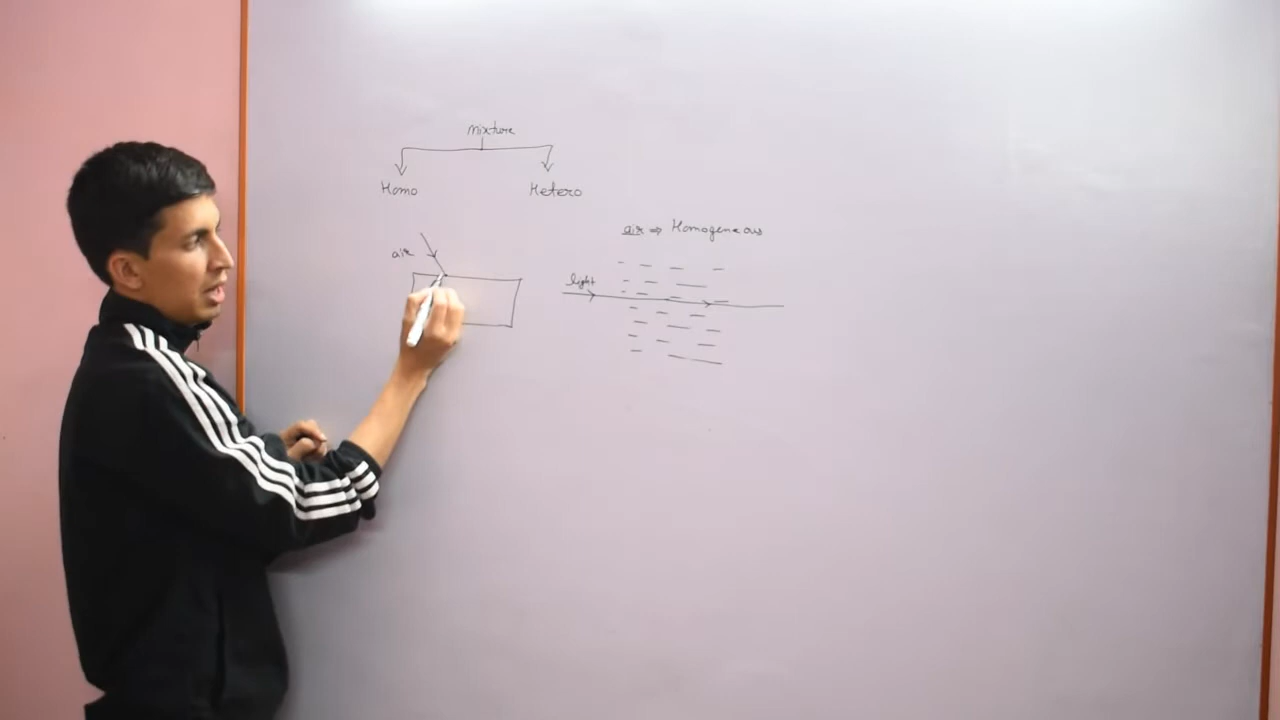 Mixture
Homo
Hetero
air ⇒ Homogeneous
air
light